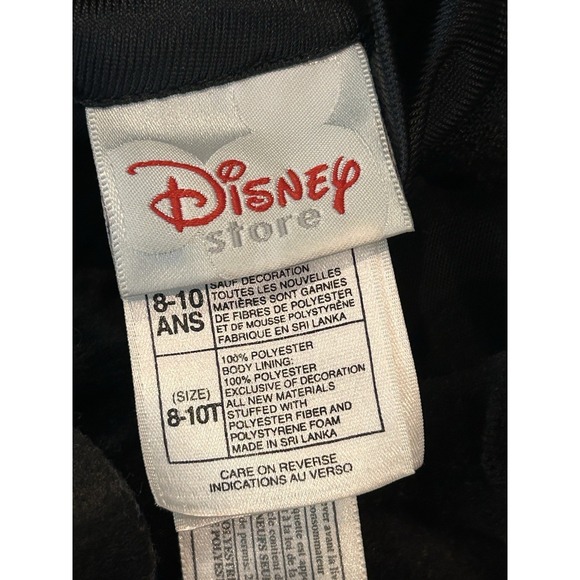 Disney
store
8-10
ANS
SAUF DECORATION
TOUTES LES NOUVELLES
MATIÈRES SONT GARNIES
DE FIBRES DE POLYESTER
ET DE MOUSSE POLYSTYRÈNE
FABRIQUE EN SRI LANKA
(SIZE)
8-10T
100% POLYESTER
BODY LINING:
100% POLYESTER
EXCLUSIVE OF DECORATION
ALL NEW MATERIALS
STUFFED WITH
POLYESTER FIBER AND
POLYSTYRENE FOAM
MADE IN SRI LANKA
CARE ON REVERSE
INDICATIONS AU VERSO